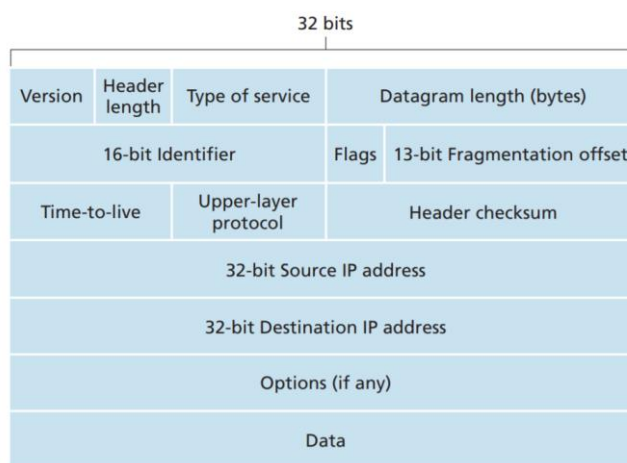 32 bits
Version
Header
length
Type of service
Datagram length (bytes)
16-bit Identifier
Flags
13-bit Fragmentation offset
Time-to-live
Upper-layer
protocol
Header checksum
32-bit Source IP address
32-bit Destination IP address
Options (if any)
Data